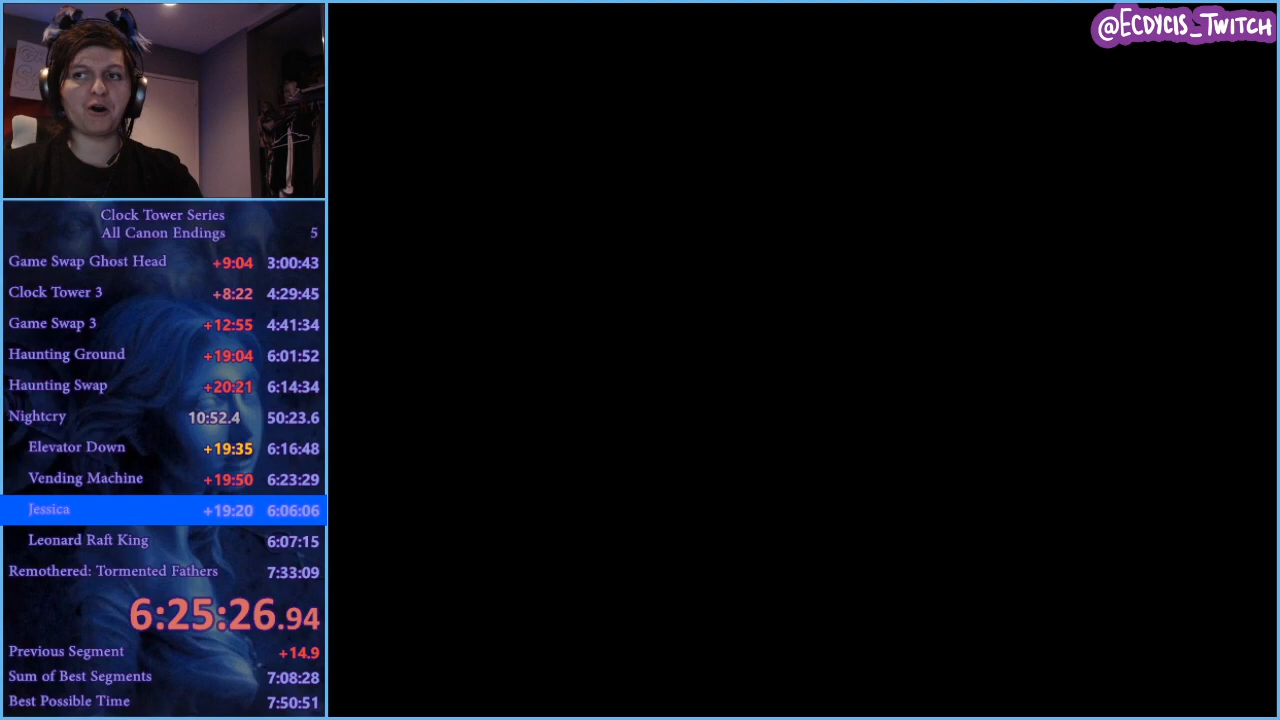 @ECDYCIS_TWITCH
Clock Tower Series
All Canon Endings 5
Game Swap Ghost Head +9:04 3:00:43
Clock Tower 3 +8:22 4:29:45
Game Swap 3 +12:55 4:41:34
Haunting Ground +19:04 6:01:52
Haunting Swap +20:21 6:14:34
Nightcry 10:52.4 50:23.6
Elevator Down +19:35 6:16:48
Vending Machine +19:50 6:23:29
Jessica +19:20 6:06:06
Leonard Raft King 6:07:15
Remothered: Tormented Fathers 7:33:09
6:25:26.94
Previous Segment +14.9
Sum of Best Segments 7:08:28
Best Possible Time 7:50:51